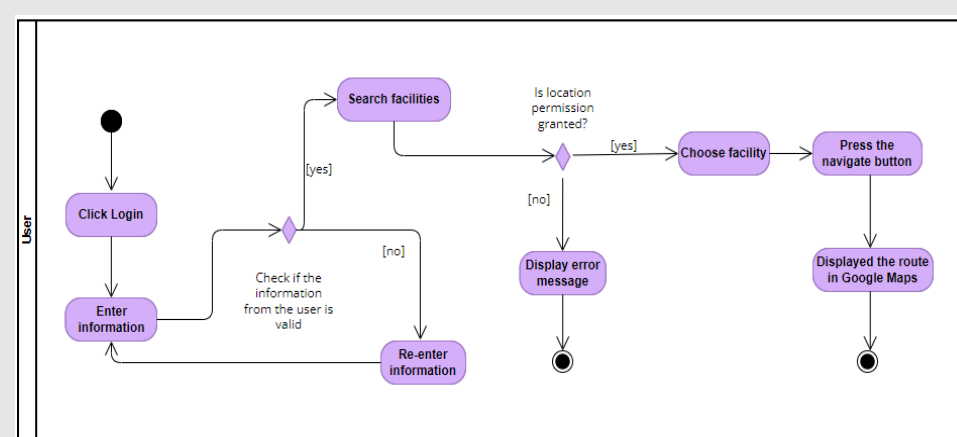 User
Click Login
Enter
information
Check if the
information
from the user is
valid
[yes]
[no]
Re-enter
information
Search facilities
Is location
permission
granted?
[yes]
[no]
Display error
message
Choose facility
Press the
navigate button
Displayed the route
in Google Maps